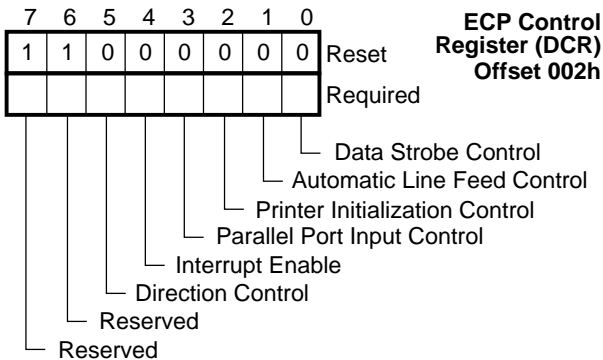 7 6 5 4 3 2 1 0
ECP Control
Register (DCR)
Offset 002h
1 1 0 0 0 0 0 0 Reset
Required
Data Strobe Control
Automatic Line Feed Control
Printer Initialization Control
Parallel Port Input Control
Interrupt Enable
Direction Control
Reserved
Reserved